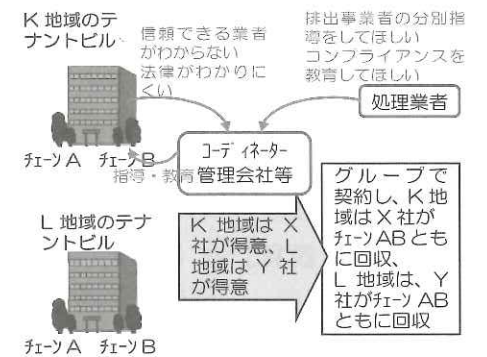 K 地域のテ
ナントビル
信頼できる業者
がわからない
法律がわかりに
くい
排出事業者の分別指
導をしてほしい
コンプライアンスを
教育してほしい
処理業者
チェーン A チェーン B
コーディネーター
管理会社等
指導・教育
L 地域のテナ
ントビル
チェーン A チェーン B
K 地域は X
社が得意、L
地域は Y 社
が得意
グループで
契約し、K 地
域は X 社が
チェーン AB とも
に回収、
L 地域は、Y
社がチェーン AB
ともに回収